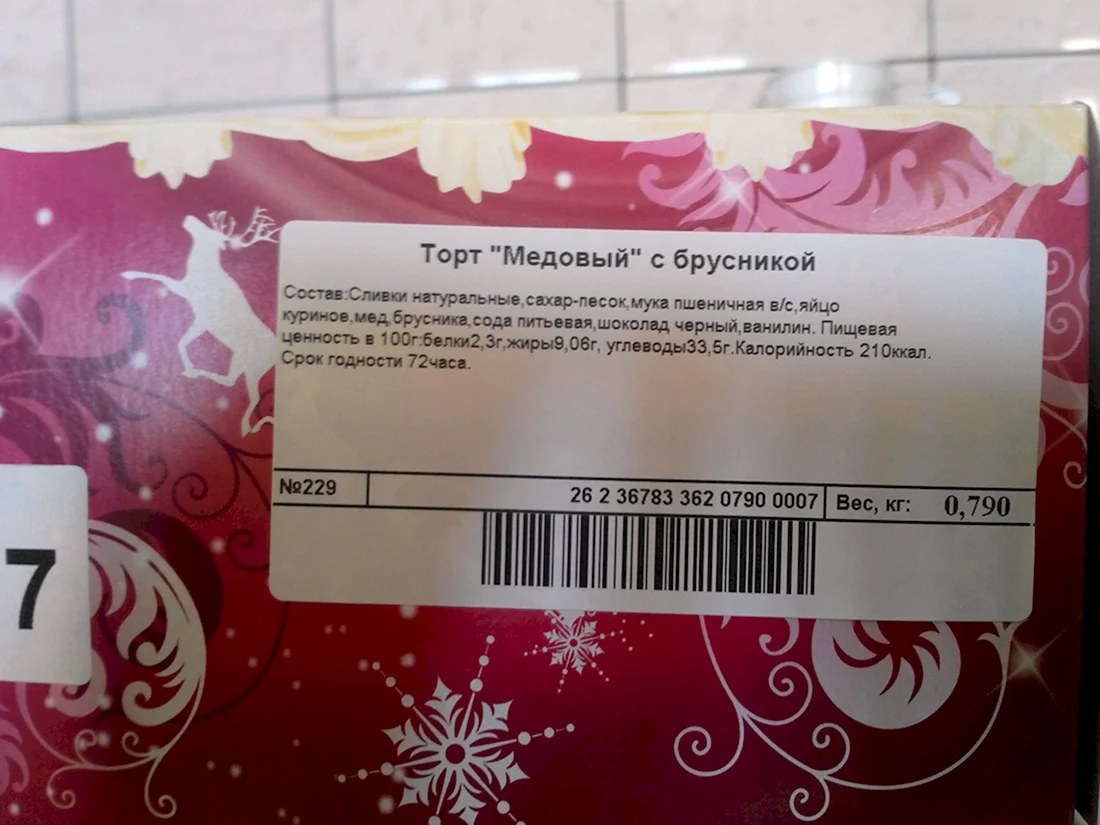 Торт "Медовый" с брусникой
Состав:Сливки натуральные,сахар-песок,мука пшеничная в/с,яйцо
куриное,мед,брусника,сода питьевая,шоколад черный,ванилин. Пищевая
ценность в 100г:белки2,3г,жиры9,06г, углеводы33,5г.Калорийность 210ккал.
Срок годности 72часа.
№229
26 2 36783 362 0790 0007
Вес, кг: 0,790
7